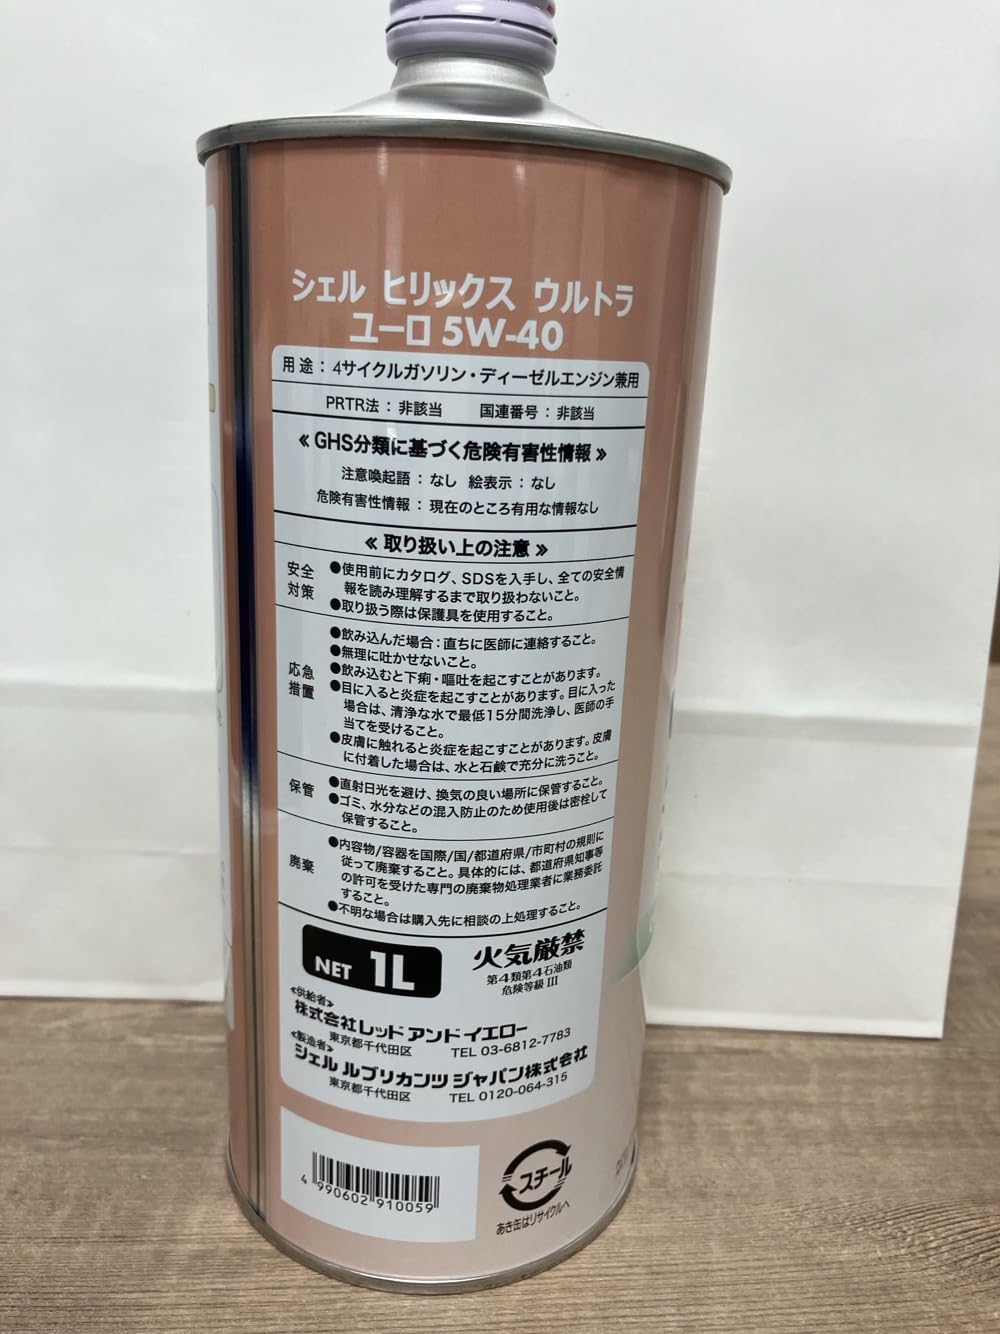 シェル ヒリックス ウルトラ
ユーロ 5W-40
用途：4サイクルガソリン・ディーゼルエンジン兼用
PRTR法：非該当 国連番号：非該当
≪ GHS分類に基づく危険有害性情報 ≫
注意喚起語：なし 絵表示：なし
危険有害性情報：現在のところ有用な情報なし
≪ 取り扱い上の注意 ≫
安全対策
●使用前にカタログ、SDSを入手し、全ての安全情
報を読み理解するまで取り扱わないこと。
●取り扱う際は保護具を使用すること。
応急措置
●飲み込んだ場合：直ちに医師に連絡すること。
●無理に吐かせないこと。
●飲み込むと下痢・嘔吐を起こすことがあります。
●目に入ると炎症を起こすことがあります。目に入った
場合は、清浄な水で最低15分間洗浄し、医師の手
当てを受けること。
●皮膚に触れると炎症を起こすことがあります。皮膚
に付着した場合は、水と石鹸で充分に洗うこと。
保管
●直射日光を避け、換気の良い場所に保管すること。
●ゴミ、水分などの混入防止のため使用後は密栓して
保管すること。
廃棄
●内容物/容器を国際/国/都道府県/市町村の規則に
従って廃棄すること。具体的には、都道府県知事等
の許可を受けた専門の廃棄物処理業者に業務委託
すること。
●不明な場合は購入先に相談の上処理すること。
NET 1L
火気厳禁
第4類第4石油類
危険等級 III
≪供給者≫
株式会社レッド アンド イエロー
東京都千代田区 TEL 03-6812-7783
≪製造者≫
シェル ルブリカンツ ジャパン株式会社
東京都千代田区 TEL 0120-064-315
4 990602 910059
スチール
あき缶はリサイクルへ